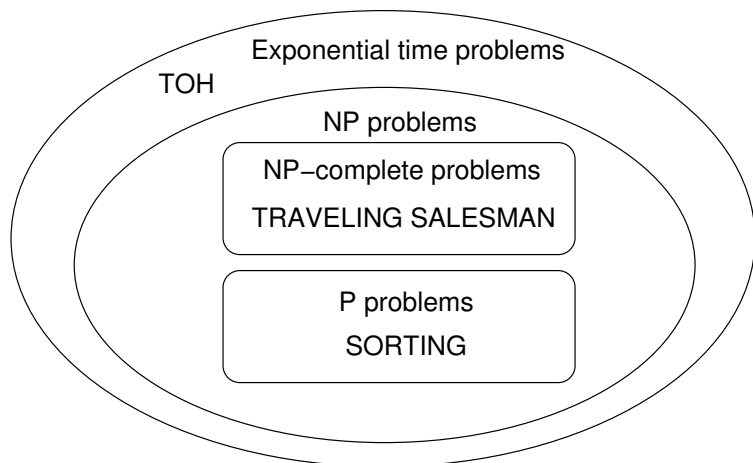 Exponential time problems
TOH
NP problems
NP−complete problems
TRAVELING SALESMAN
P problems
SORTING